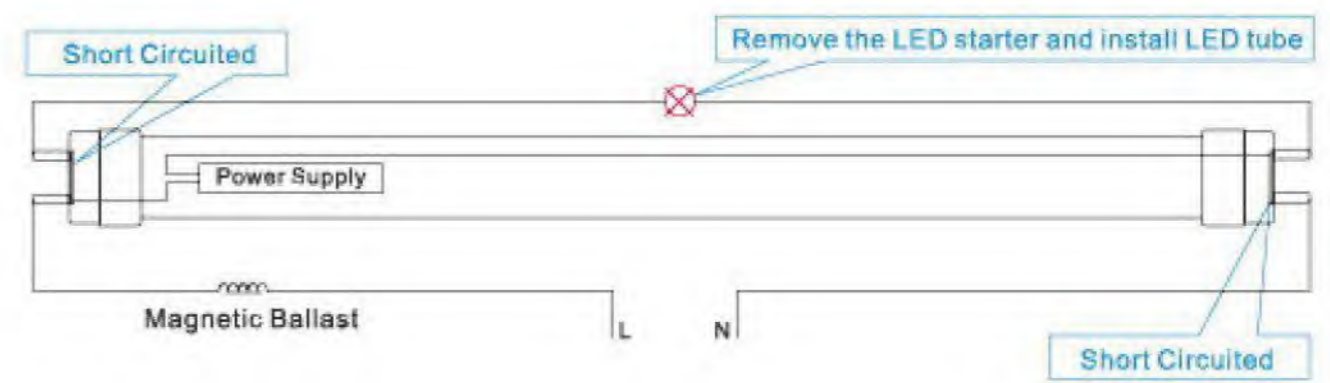 Short Circuited
Remove the LED starter and install LED tube
Power Supply
Magnetic Ballast
L
N
Short Circuited